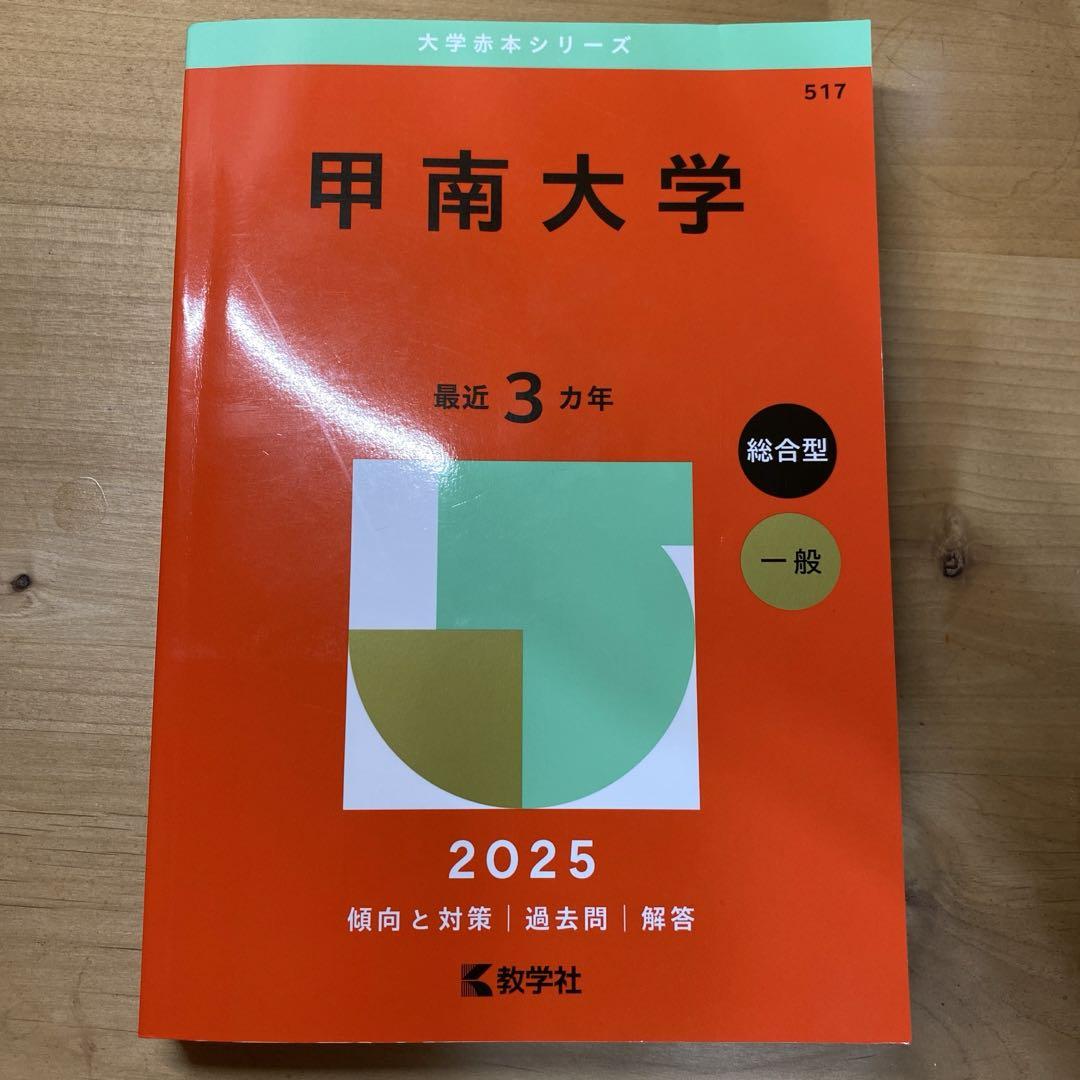 大学赤本シリーズ
517
甲南大学
最近3カ年
総合型
一般
2025
傾向と対策｜過去問｜解答
教学社